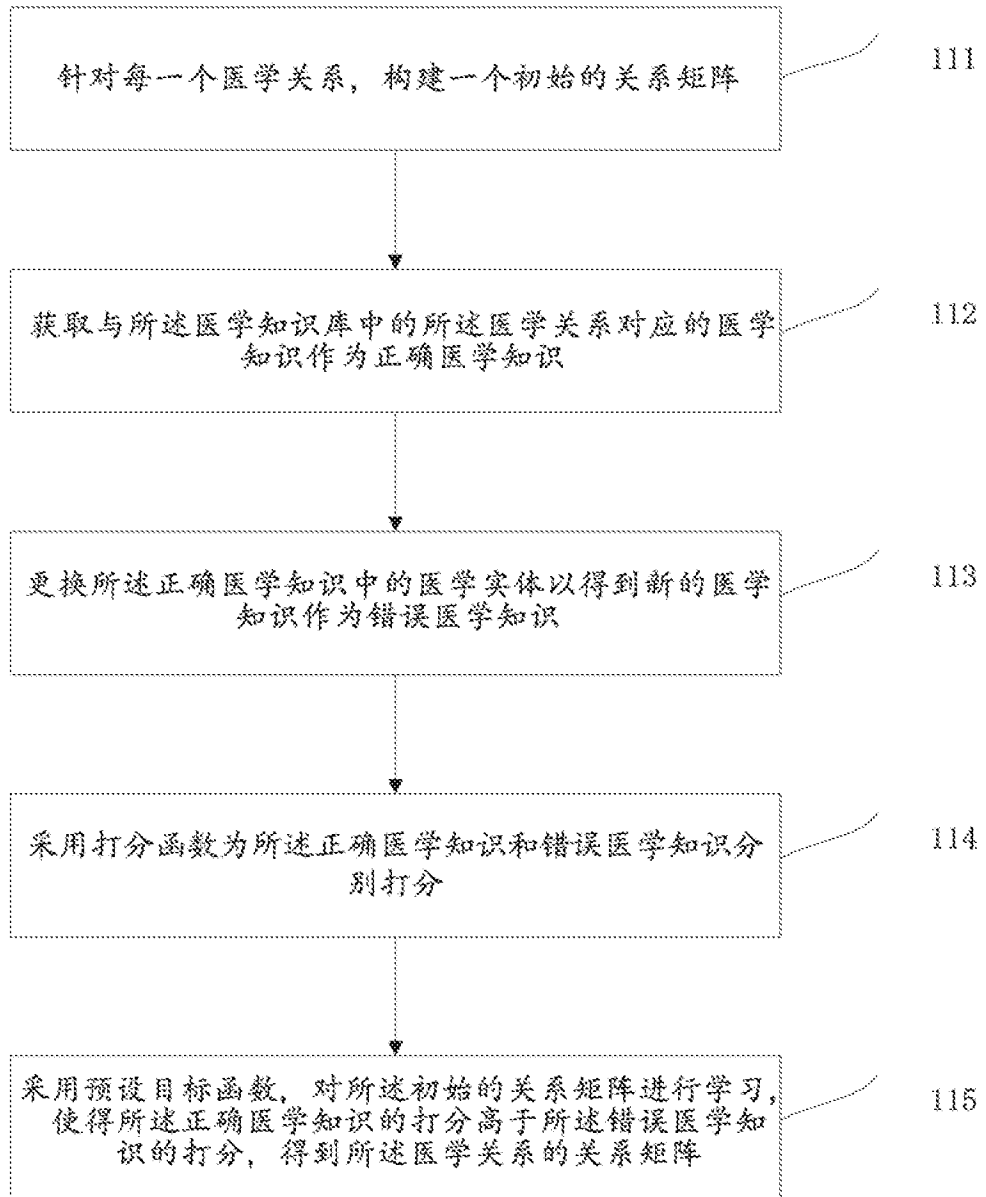 针对每一个医学关系，构建一个初始的关系矩阵
111
获取与所述医学知识库中的所述医学关系对应的医学
知识作为正确医学知识
112
更换所述正确医学知识中的医学实体以得到新的医学
知识作为错误医学知识
113
采用打分函数为所述正确医学知识和错误医学知识分
别打分
114
采用预设目标函数，对所述初始的关系矩阵进行学习，
使得所述正确医学知识的打分高于所述错误医学知
识的打分，得到所述医学关系的关系矩阵
115